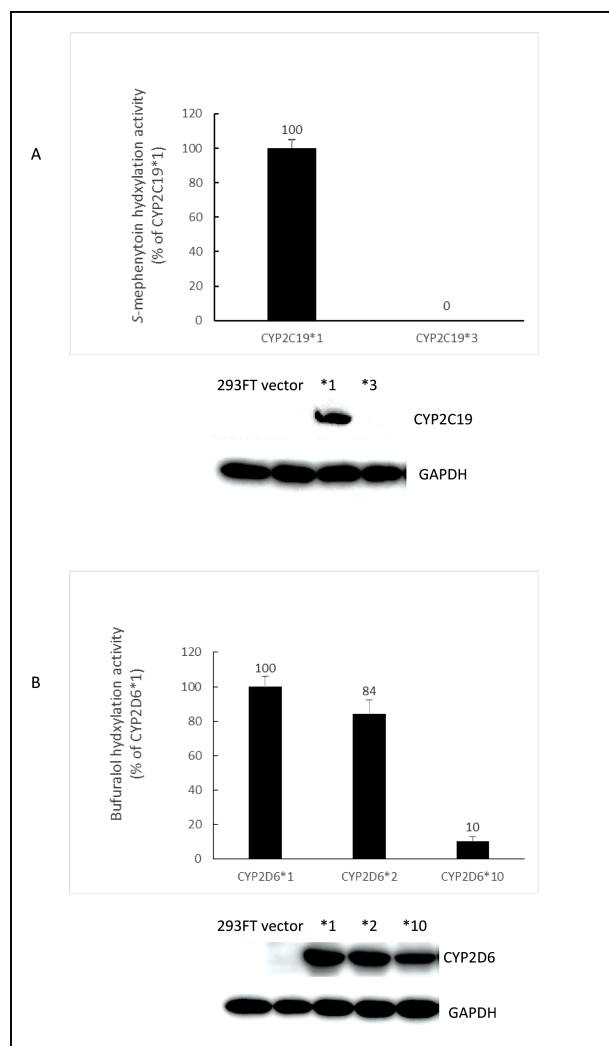 A
S-mephenytoin hydxylation activity
(% of CYP2C19*1)
120
100
80
60
40
20
0
100
0
CYP2C19*1 CYP2C19*3
293FT vector *1 *3
CYP2C19
GAPDH
B
Bufuralol hydxylation activity
(% of CYP2D6*1)
120
100
80
60
40
20
0
100
84
10
CYP2D6*1 CYP2D6*2 CYP2D6*10
293FT vector *1 *2 *10
CYP2D6
GAPDH